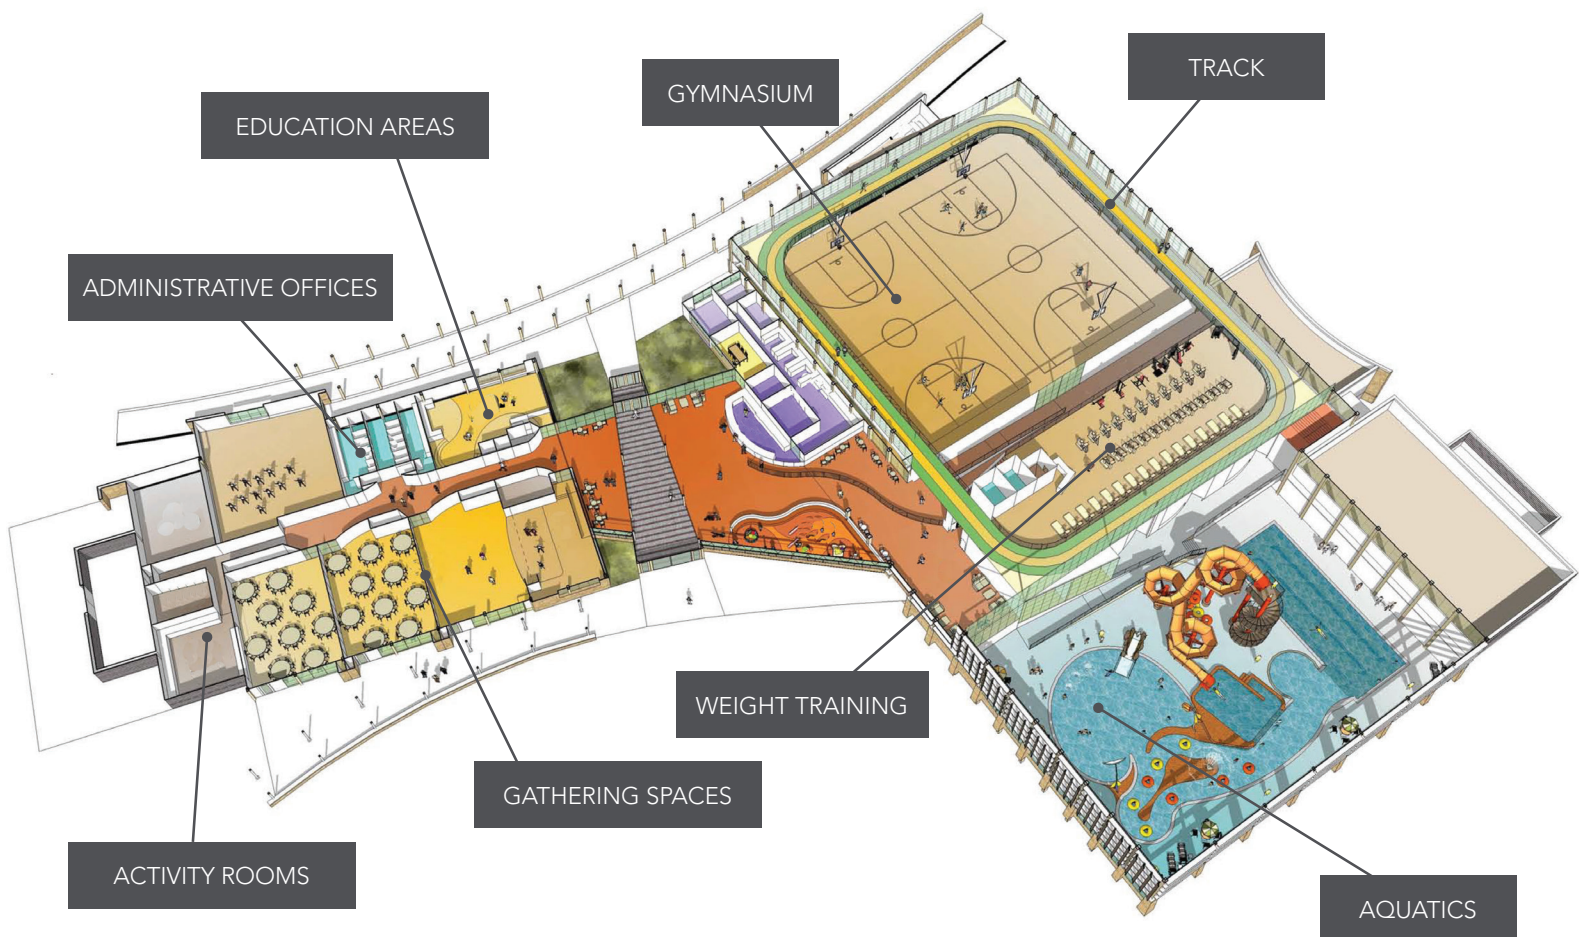 TRACK
GYMNASIUM
EDUCATION AREAS
ADMINISTRATIVE OFFICES
WEIGHT TRAINING
GATHERING SPACES
ACTIVITY ROOMS
AQUATICS